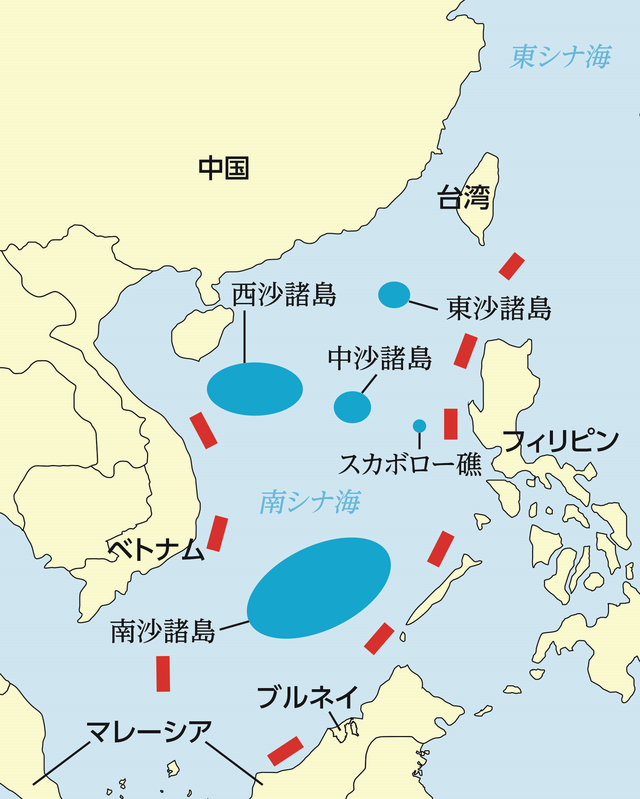 東シナ海
中国
台湾
西沙諸島
東沙諸島
中沙諸島
フィリピン
スカボロー礁
南シナ海
ベトナム
南沙諸島
ブルネイ
マレーシア